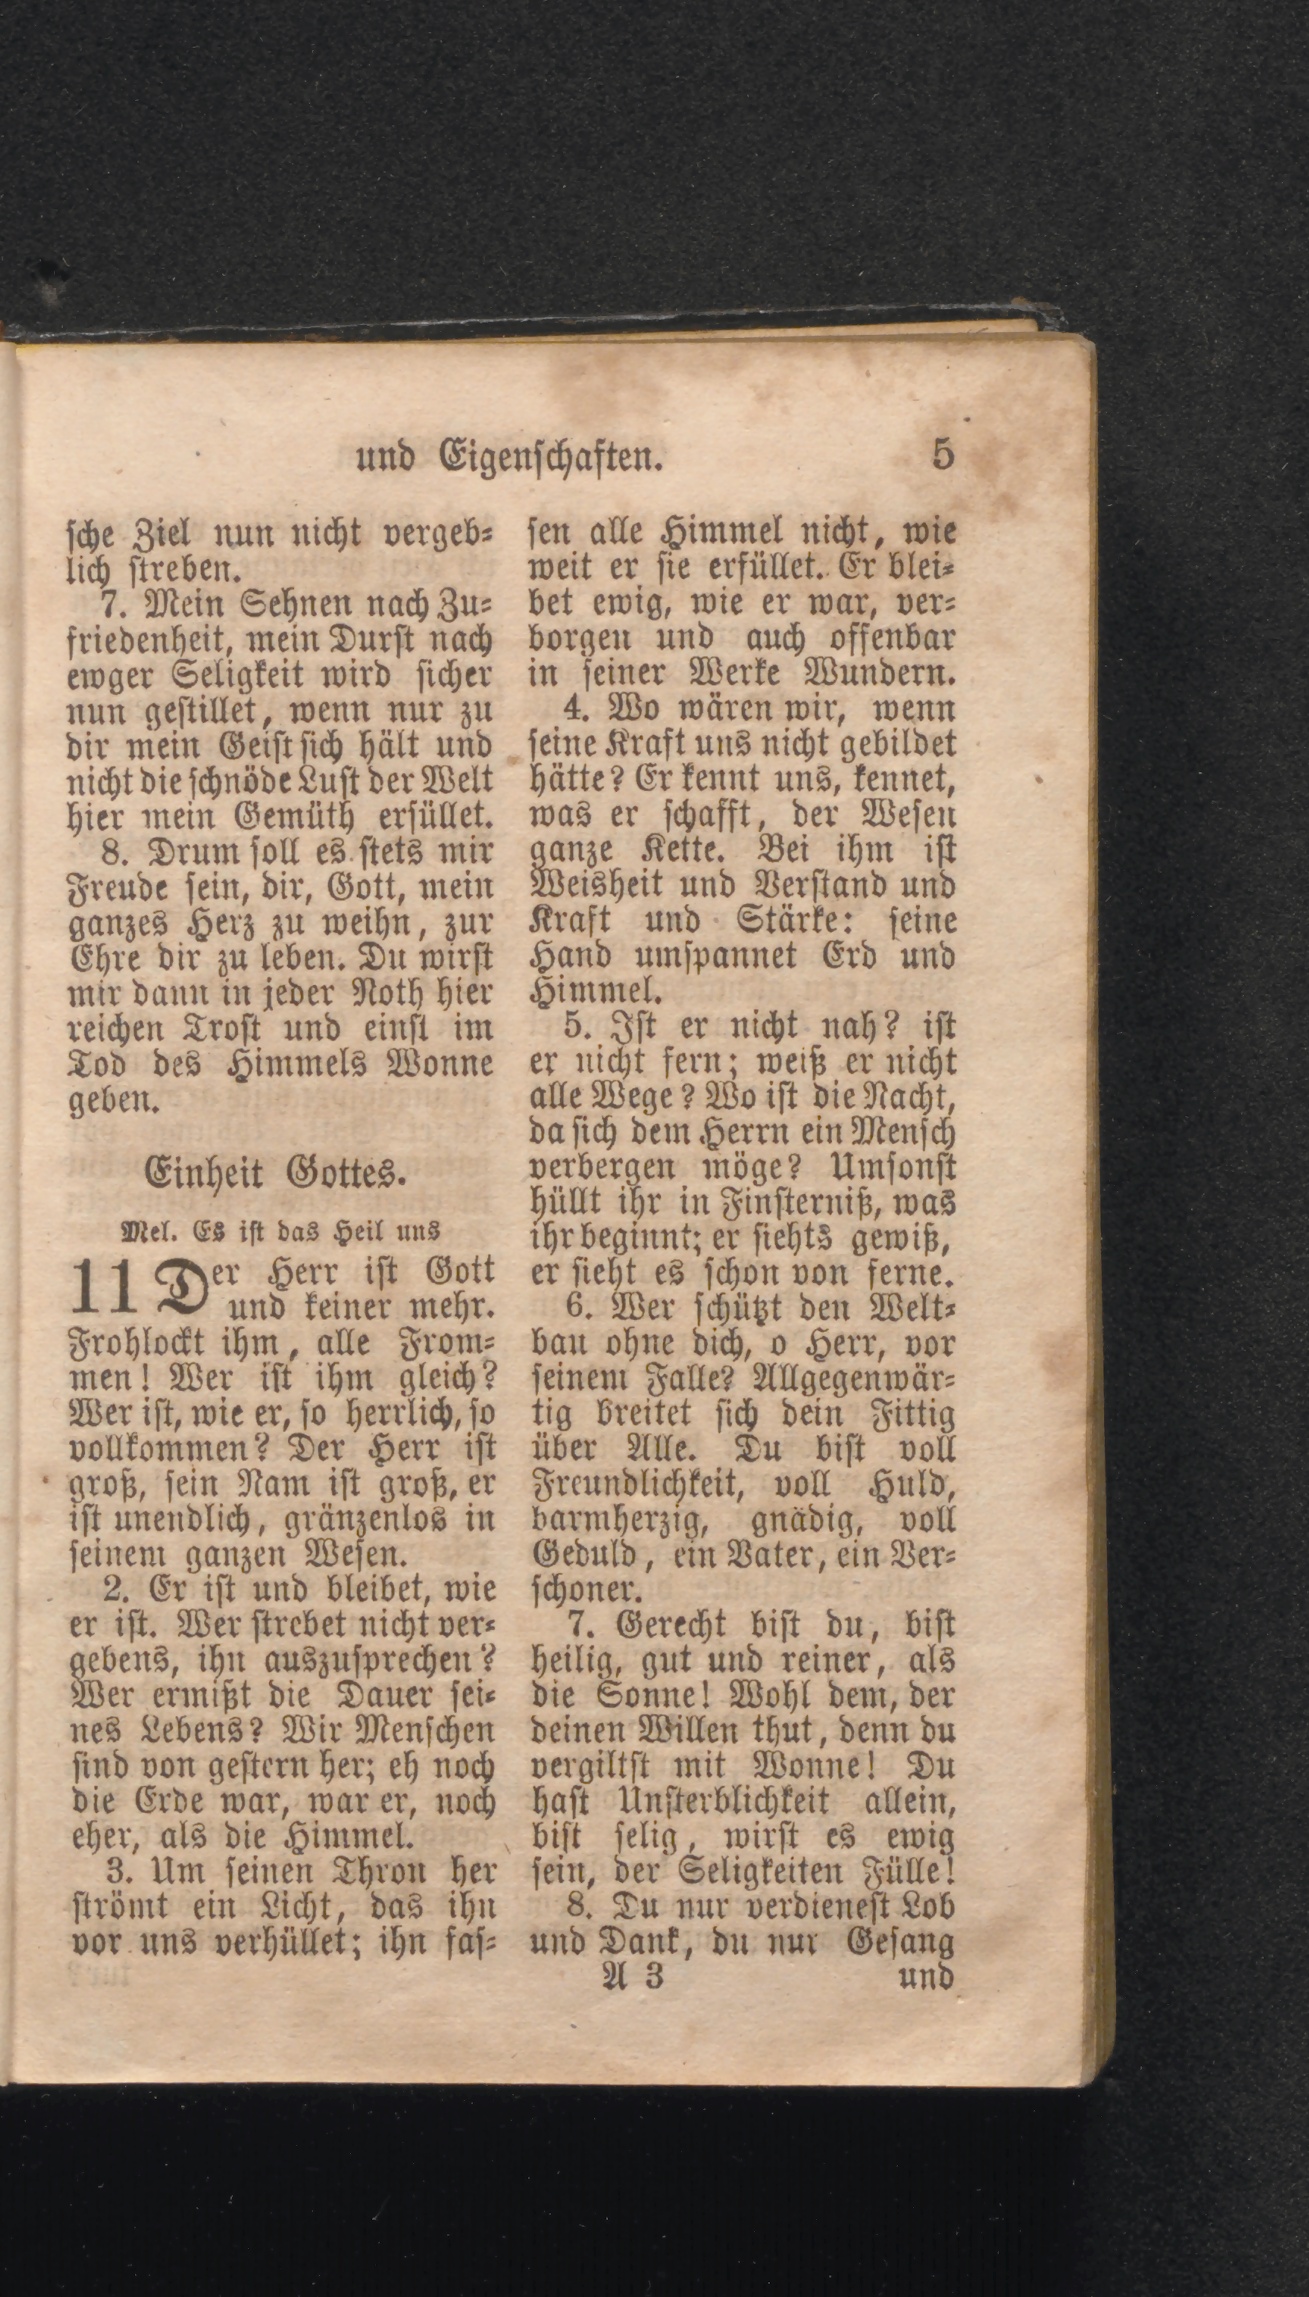 und Eigenschaften. 5
sche Ziel nun nicht vergeb-
lich streben.
7. Mein Sehnen nach Zu-
friedenheit, mein Durst nach
ewger Seligkeit wird sicher
nun gestillet, wenn nur zu
dir mein Geist sich hält und
nicht die schnöde Lust der Welt
hier mein Gemüth erfüllet.
8. Drum soll es stets mir
Freude sein, dir, Gott, mein
ganzes Herz zu weihn, zur
Ehre dir zu leben. Du wirst
mir dann in jeder Noth hier
reichen Trost und einst im
Tod des Himmels Wonne
geben.
Einheit Gottes.
Mel. Es ist das Heil uns
11 Der Herr ist Gott
und keiner mehr.
Frohlockt ihm, alle From-
men! Wer ist ihm gleich?
Wer ist, wie er, so herrlich, so
vollkommen? Der Herr ist
groß, sein Nam ist groß, er
ist unendlich, gränzenlos in
seinem ganzen Wesen.
2. Er ist und bleibet, wie
er ist. Wer strebet nicht ver-
gebens, ihn auszusprechen?
Wer ermißt die Dauer sei-
nes Lebens? Wir Menschen
sind von gestern her; eh noch
die Erde war, war er, noch
eher, als die Himmel.
3. Um seinen Thron her
strömt ein Licht, das ihn
vor uns verhüllet; ihn fas-
sen alle Himmel nicht, wie
weit er sie erfüllet. Er blei-
bet ewig, wie er war, ver-
borgen und auch offenbar
in seiner Werke Wundern.
4. Wo wären wir, wenn
seine Kraft uns nicht gebildet
hätte? Er kennt uns, kennet,
was er schafft, der Wesen
ganze Kette. Bei ihm ist
Weisheit und Verstand und
Kraft und Stärke: seine
Hand umspannet Erd und
Himmel.
5. Ist er nicht nah? ist
er nicht fern; weiß er nicht
alle Wege? Wo ist die Nacht,
da sich dem Herrn ein Mensch
verbergen möge? Umsonst
hüllt ihr in Finsterniß, was
ihr beginnt; er siehts gewiß,
er sieht es schon von ferne.
6. Wer schützt den Welt-
bau ohne dich, o Herr, vor
seinem Falle? Allgegenwär-
tig breitet sich dein Fittig
über Alle. Du bist voll
Freundlichkeit, voll Huld,
barmherzig, gnädig, voll
Geduld, ein Vater, ein Ver-
schoner.
7. Gerecht bist du, bist
heilig, gut und reiner, als
die Sonne! Wohl dem, der
deinen Willen thut, denn du
vergiltst mit Wonne! Du
hast Unsterblichkeit allein,
bist selig, wirst es ewig
sein, der Seligkeiten Fülle!
8. Du nur verdienest Lob
und Dank, du nur Gesang
A 3 und